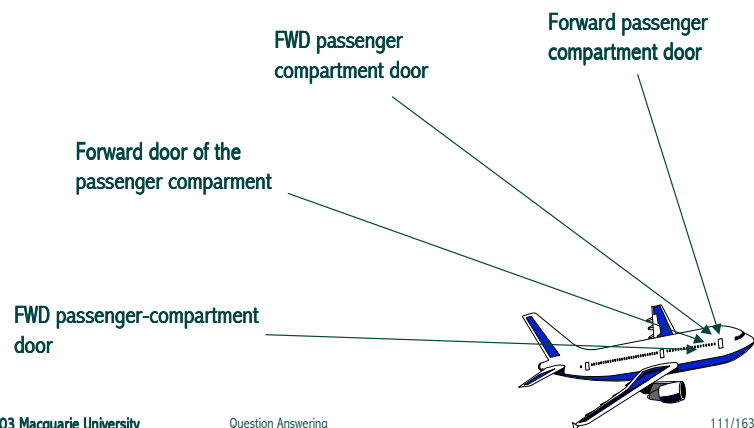 Forward passenger
compartment door
FWD passenger
compartment door
Forward door of the
passenger comparment
FWD passenger-compartment
door
03 Macquarie University
Question Answering
111/163